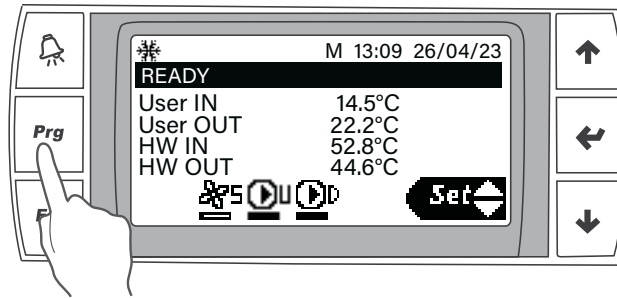 M 13:09 26/04/23
READY
User IN 14.5°C
User OUT 22.2°C
HW IN 52.8°C
HW OUT 44.6°C
S U D Set
Prg